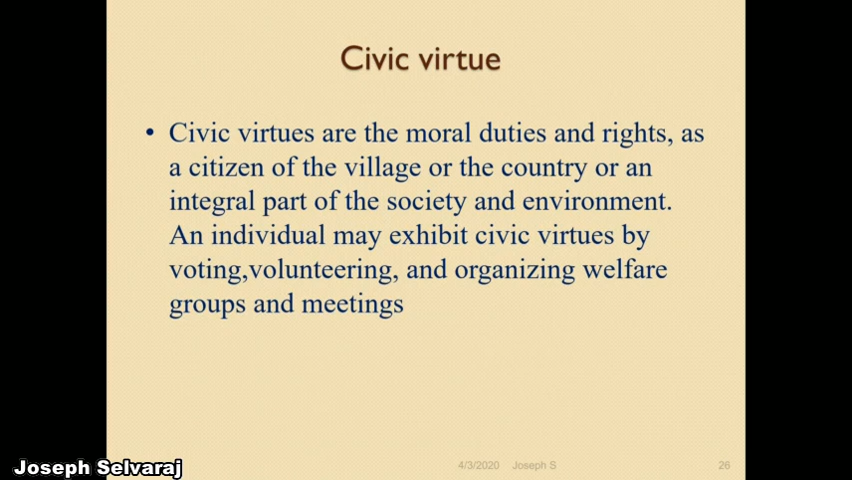 Civic virtue
• Civic virtues are the moral duties and rights, as
a citizen of the village or the country or an
integral part of the society and environment.
An individual may exhibit civic virtues by
voting,volunteering, and organizing welfare
groups and meetings
4/3/2020 Joseph S 26
Joseph Selvaraj